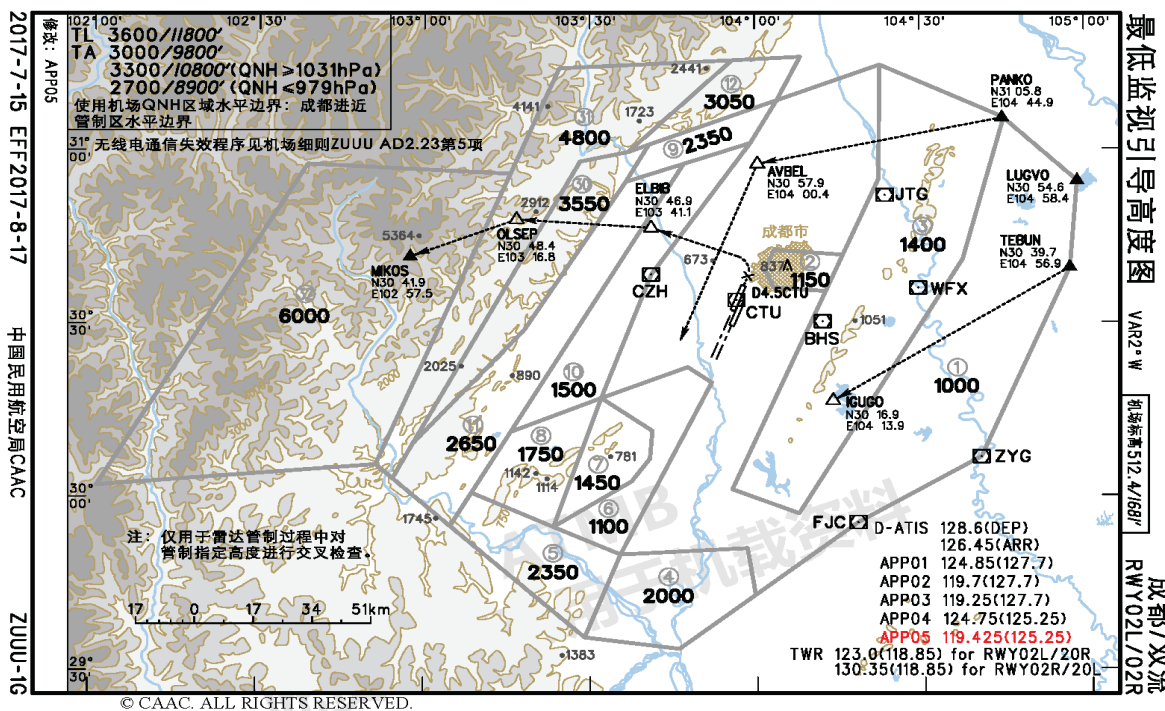 102°00'
102°30'
103°00'
103°30'
104°00'
104°30'
105°00'
TL 3600/11800'
TA 3000/9800'
3300/10800'(QNH≥1031hPa)
2700/8900'(QNH≤979hPa)
使用机场QNH区域水平边界：成都进近
管制区水平边界
无线电通信失效程序见机场细则ZUUU AD2.23第5项
修改：APP05
2017-7-15 EFF2017-8-17
中国民用航空局CAAC
ZUUU-1G
最低监视引导高度图
VAR2°W
机场标高512.4/1681'
成都/双流
RWY02L/02R
31°00'
30°30'
30°00'
29°30'
2441
4141
1723
⑫
3050
㉛
4800
⑨
2350
PANKO
N31 05.8
E104 44.9
AVBEL
N30 57.9
E104 00.4
LUGVO
N30 54.6
E104 58.4
㉚
3550
ELBIB
N30 46.9
E103 41.1
JTG
2912
5364
OLSEP
N30 48.4
E103 16.8
成都市
③
1400
TEBUN
N30 39.7
E104 56.9
MIKOS
N30 41.9
E102 57.5
673
837
②
1150
CZH
D4.5CTU
CTU
WFX
6000
BHS
1051
2025
890
①
1000
⑩
1500
IGUGO
N30 16.9
E104 13.9
2000
⑪
2650
⑧
1750
781
⑦
1450
1142
1114
ZYG
1745
⑥
1100
FJC
注：仅用于雷达管制过程中对
管制指定高度进行交叉检查。
⑤
2350
④
2000
17 0 17 34 51km
1383
D-ATIS 128.6(DEP)
126.45(ARR)
APP01 124.85(127.7)
APP02 119.7(127.7)
APP03 119.25(127.7)
APP04 124.75(125.25)
APP05 119.425(125.25)
TWR 123.0(118.85) for RWY02L/20R
130.35(118.85) for RWY02R/20L
© CAAC. ALL RIGHTS RESERVED.